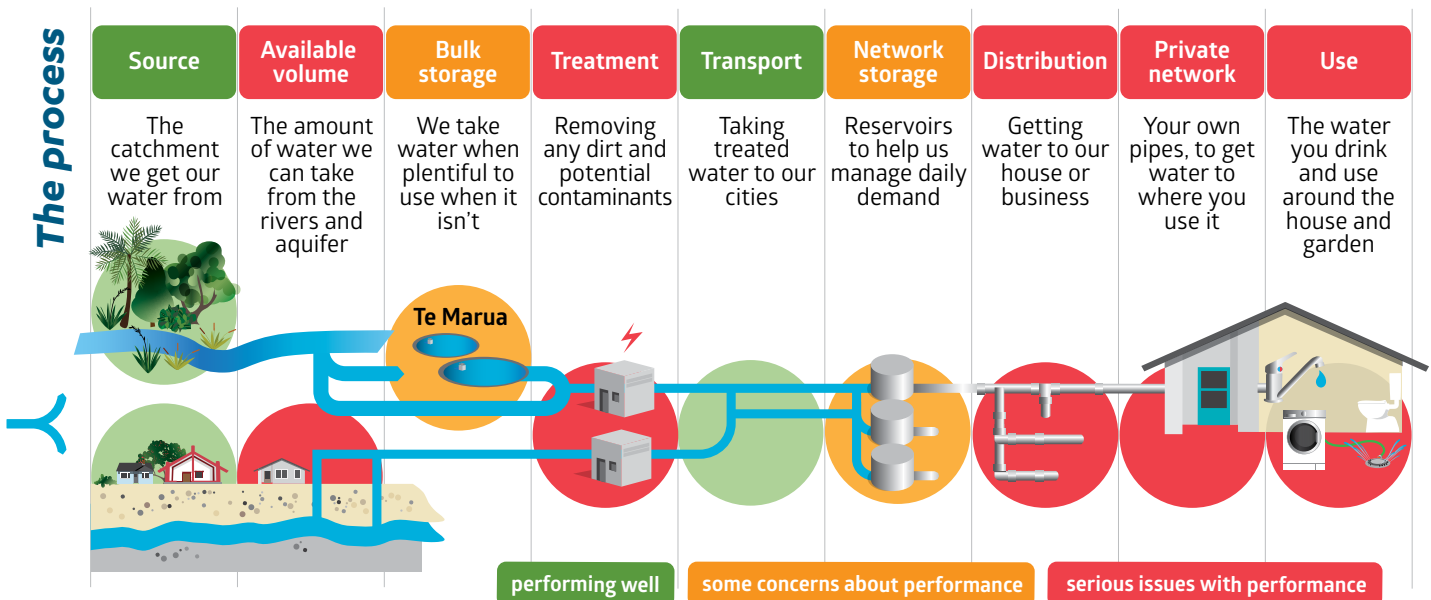 The process
Source
The
catchment
we get our
water from
Available
volume
The amount
of water we
can take
from the
rivers and
aquifer
Bulk
storage
We take
water when
plentiful to
use when it
isn't
Treatment
Removing
any dirt and
potential
contaminants
Transport
Taking
treated
water to our
cities
Network
storage
Reservoirs
to help us
manage daily
demand
Distribution
Getting
water to our
house or
business
Private
network
Your own
pipes, to get
water to
where you
use it
Use
The water
you drink
and use
around the
house and
garden
Te Marua
performing well
some concerns about performance
serious issues with performance